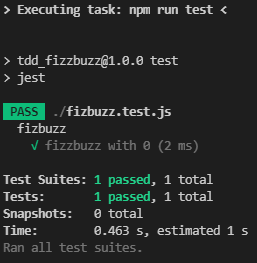 > Executing task: npm run test <
> tdd_fizzbuzz@1.0.0 test
> jest
PASS ./fizbuzz.test.js
fizbuzz
√ fizzbuzz with 0 (2 ms)
Test Suites: 1 passed, 1 total
Tests: 1 passed, 1 total
Snapshots: 0 total
Time: 0.463 s, estimated 1 s
Ran all test suites.